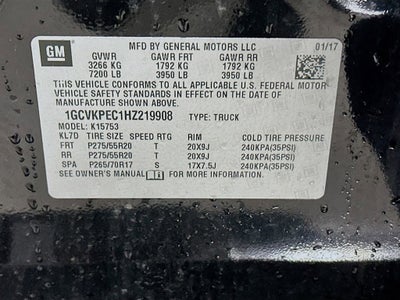 GM
MFD BY GENERAL MOTORS LLC 01/17
GVWR GAWR FRT GAWR RR
3266 KG 1792 KG 1792 KG
7200 LB 3950 LB 3950 LB
THIS VEHICLE CONFORMS TO ALL APPLICABLE U.S. FEDERAL MOTOR
VEHICLE SAFETY STANDARDS IN EFFECT ON THE DATE OF
MANUFACTURE SHOWN ABOVE.
1GCVKPEC1HZ219908 TYPE: TRUCK
MODEL: K15753
KL7D TIRE SIZE SPEED RTG RIM COLD TIRE PRESSURE
FRT P275/55R20 T 20X9J 240KPA(35PSI)
RR P275/55R20 T 20X9J 240KPA(35PSI)
SPA P265/70R17 S 17X7.5J 240KPA(35PSI)
SEE OWNER'S MANUAL FOR ADDITIONAL INFORMATION.